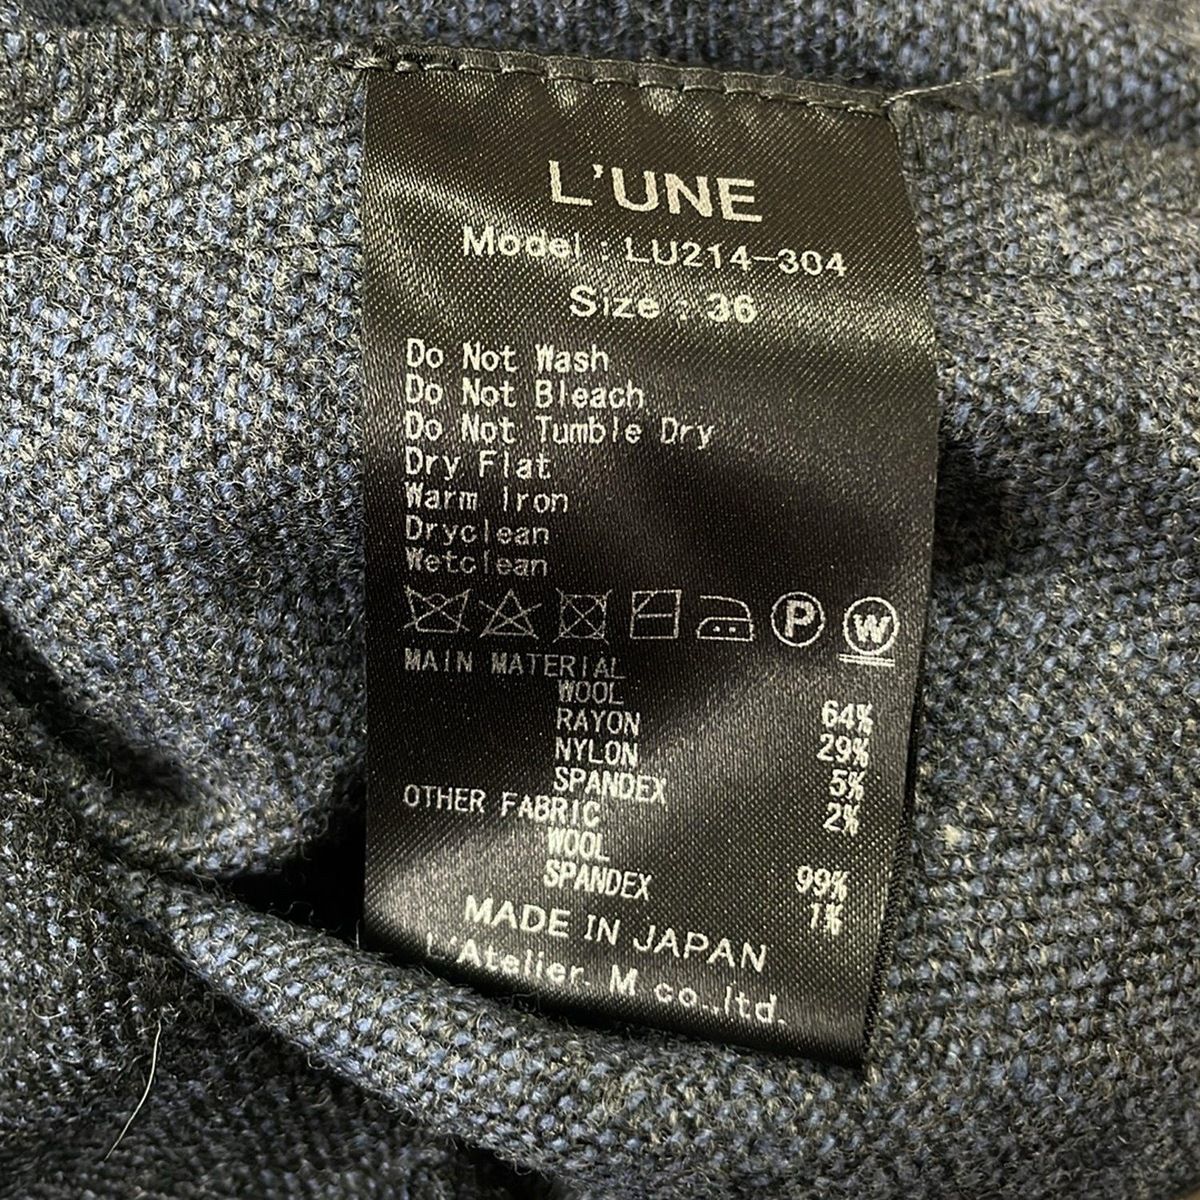 L'UNE
Model : LU214-304
Size : 36
Do Not Wash
Do Not Bleach
Do Not Tumble Dry
Dry Flat
Warm Iron
Dryclean
Wetclean
P W
MAIN MATERIAL
WOOL 64%
RAYON 29%
NYLON 5%
SPANDEX 2%
OTHER FABRIC
WOOL 99%
SPANDEX 1%
MADE IN JAPAN
L'Atelier. M co.,ltd.